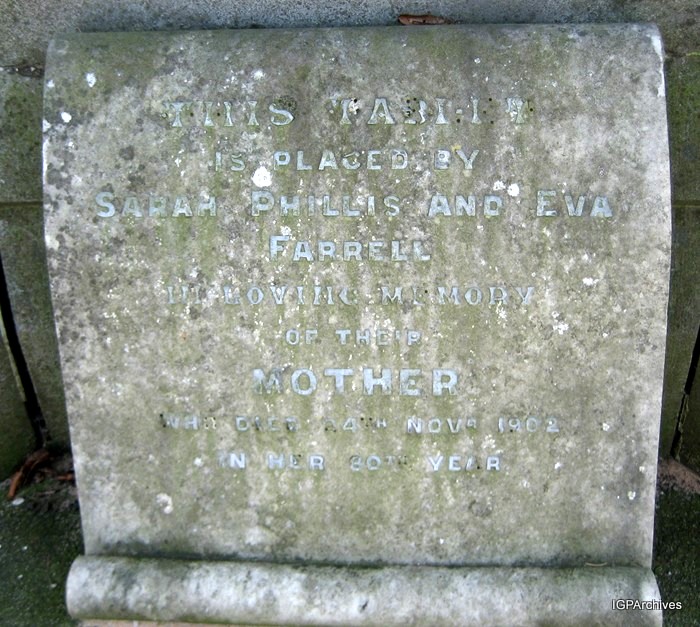 THIS TABLET
IS PLACED BY
SARAH PHILLIS AND EVA
FARRELL
IN LOVING MEMORY
OF THEIR
MOTHER
WHO DIED 24TH NOVR 1902
IN HER 80TH YEAR
IGPArchives